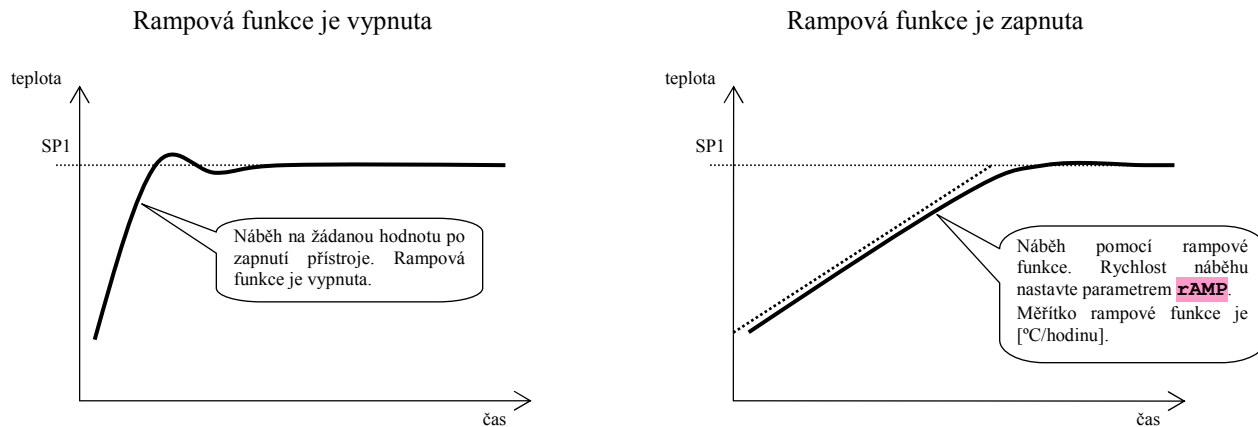 Rampová funkce je vypnuta
teplota
SP1
Náběh na žádanou hodnotu po
zapnutí přístroje. Rampová
funkce je vypnuta.
čas
Rampová funkce je zapnuta
teplota
SP1
Náběh pomocí rampové
funkce. Rychlost náběhu
nastavte parametrem rAMP.
Měřítko rampové funkce je
[ºC/hodinu].
čas